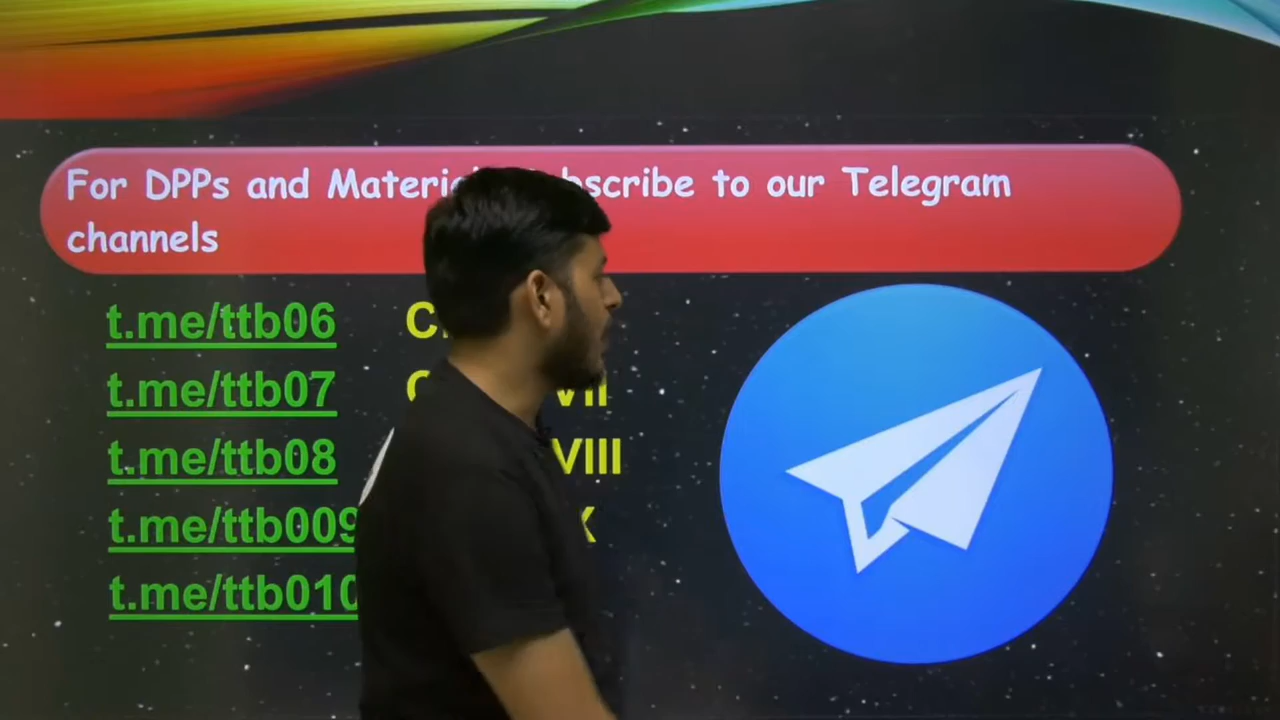 For DPPs and subscribe to our Telegram
channels
t.me/ttb06
t.me/ttb07 VII
t.me/ttb08 VIII
t.me/ttb009
t.me/ttb010